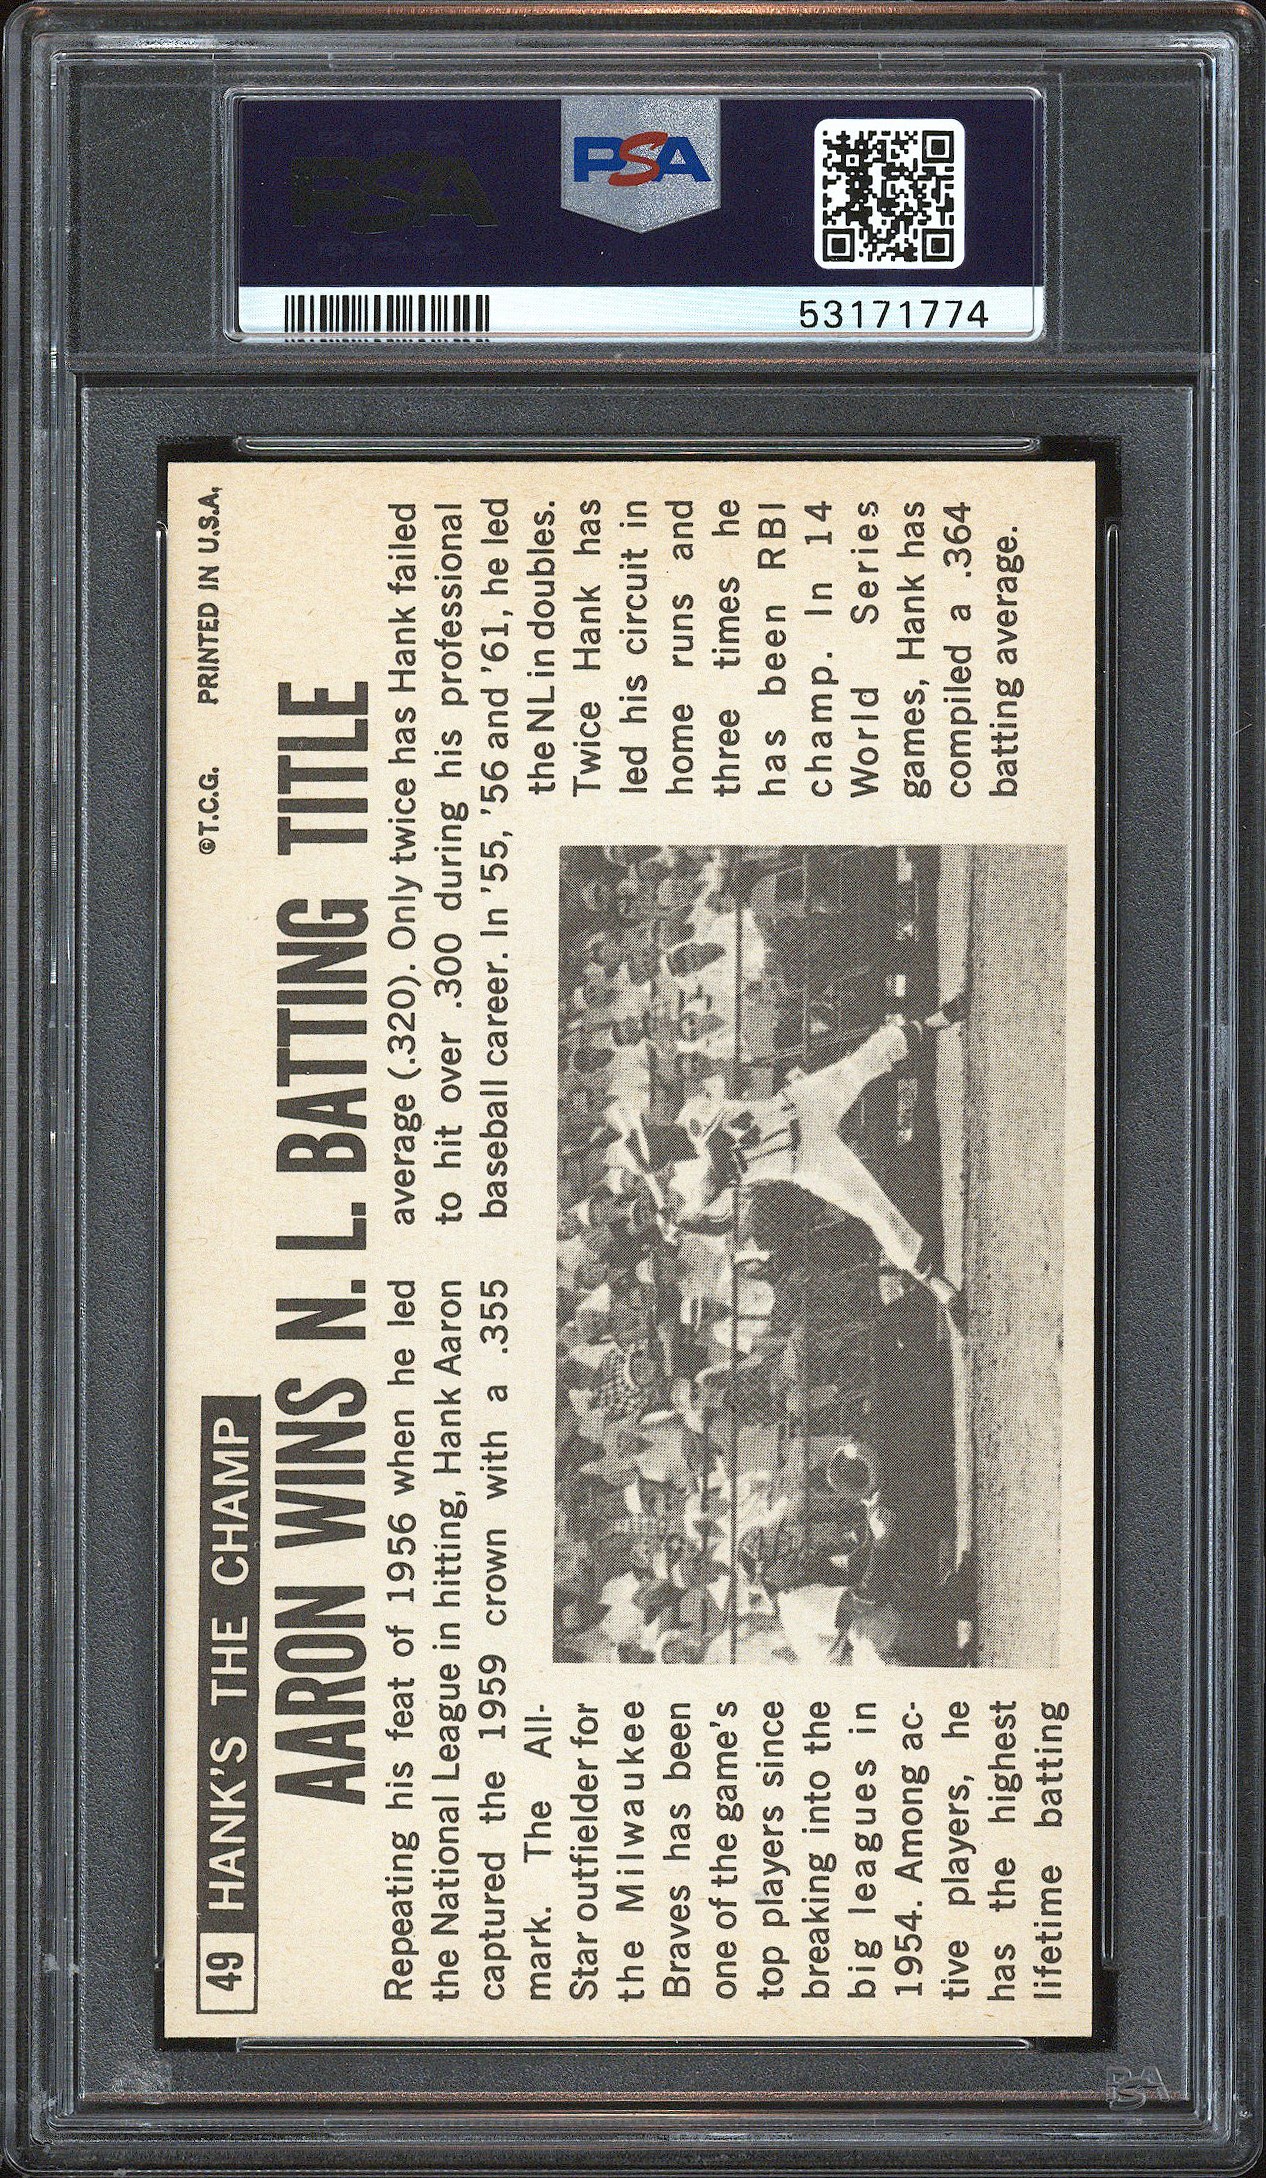 PSA
PSA
53171774
49 HANK'S THE CHAMP
©T.C.G. PRINTED IN U.S.A.
AARON WINS N. L. BATTING TITLE
Repeating his feat of 1956 when he led
the National League in hitting, Hank Aaron
captured the 1959 crown with a .355
mark. The All-
Star outfielder for
the Milwaukee
Braves has been
one of the game's
top players since
breaking into the
big leagues in
1954. Among ac-
tive players, he
has the highest
lifetime batting
average (.320). Only twice has Hank failed
to hit over .300 during his professional
baseball career. In '55, '56 and '61, he led
the NL in doubles.
Twice Hank has
led his circuit in
home runs and
three times he
has been RBI
champ. In 14
World Series
games, Hank has
compiled a .364
batting average.
PSA